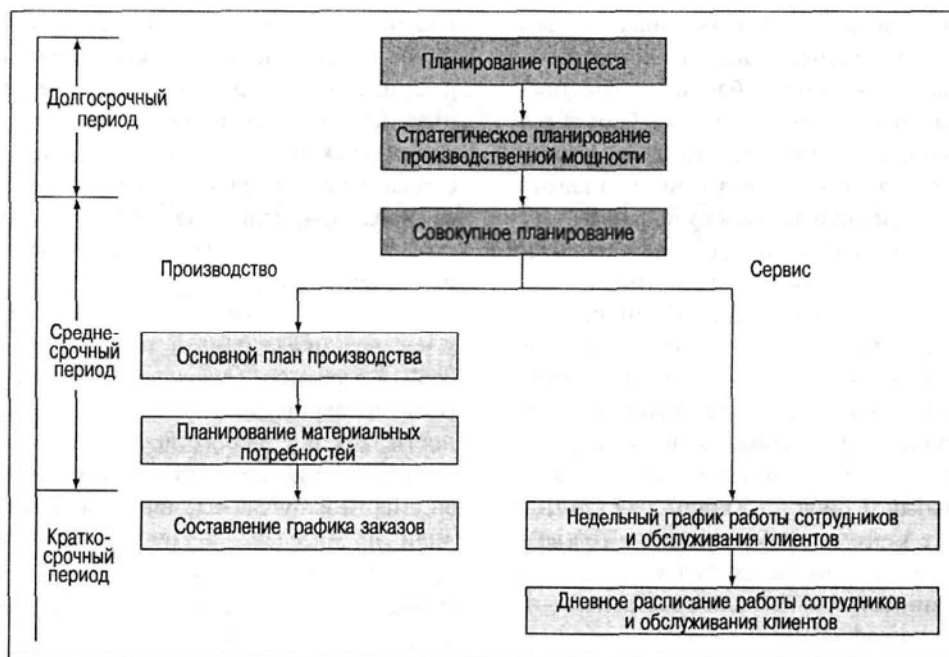 Планирование процесса
Долгосрочный
период
Стратегическое планирование
производственной мощности
Совокупное планирование
Производство
Сервис
Средне-
срочный
период
Основной план производства
Планирование материальных
потребностей
Кратко-
срочный
период
Составление графика заказов
Недельный график работы сотрудников
и обслуживания клиентов
Дневное расписание работы сотрудников
и обслуживания клиентов